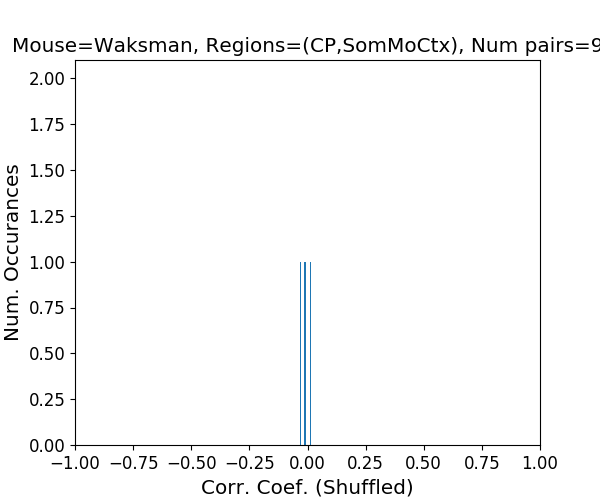 Mouse=Waksman, Regions=(CP,SomMoCtx), Num pairs=9
2.00
1.75
1.50
1.25
1.00
0.75
0.50
0.25
0.00
Num. Occurances
−1.00 −0.75 −0.50 −0.25 0.00 0.25 0.50 0.75 1.00
Corr. Coef. (Shuffled)